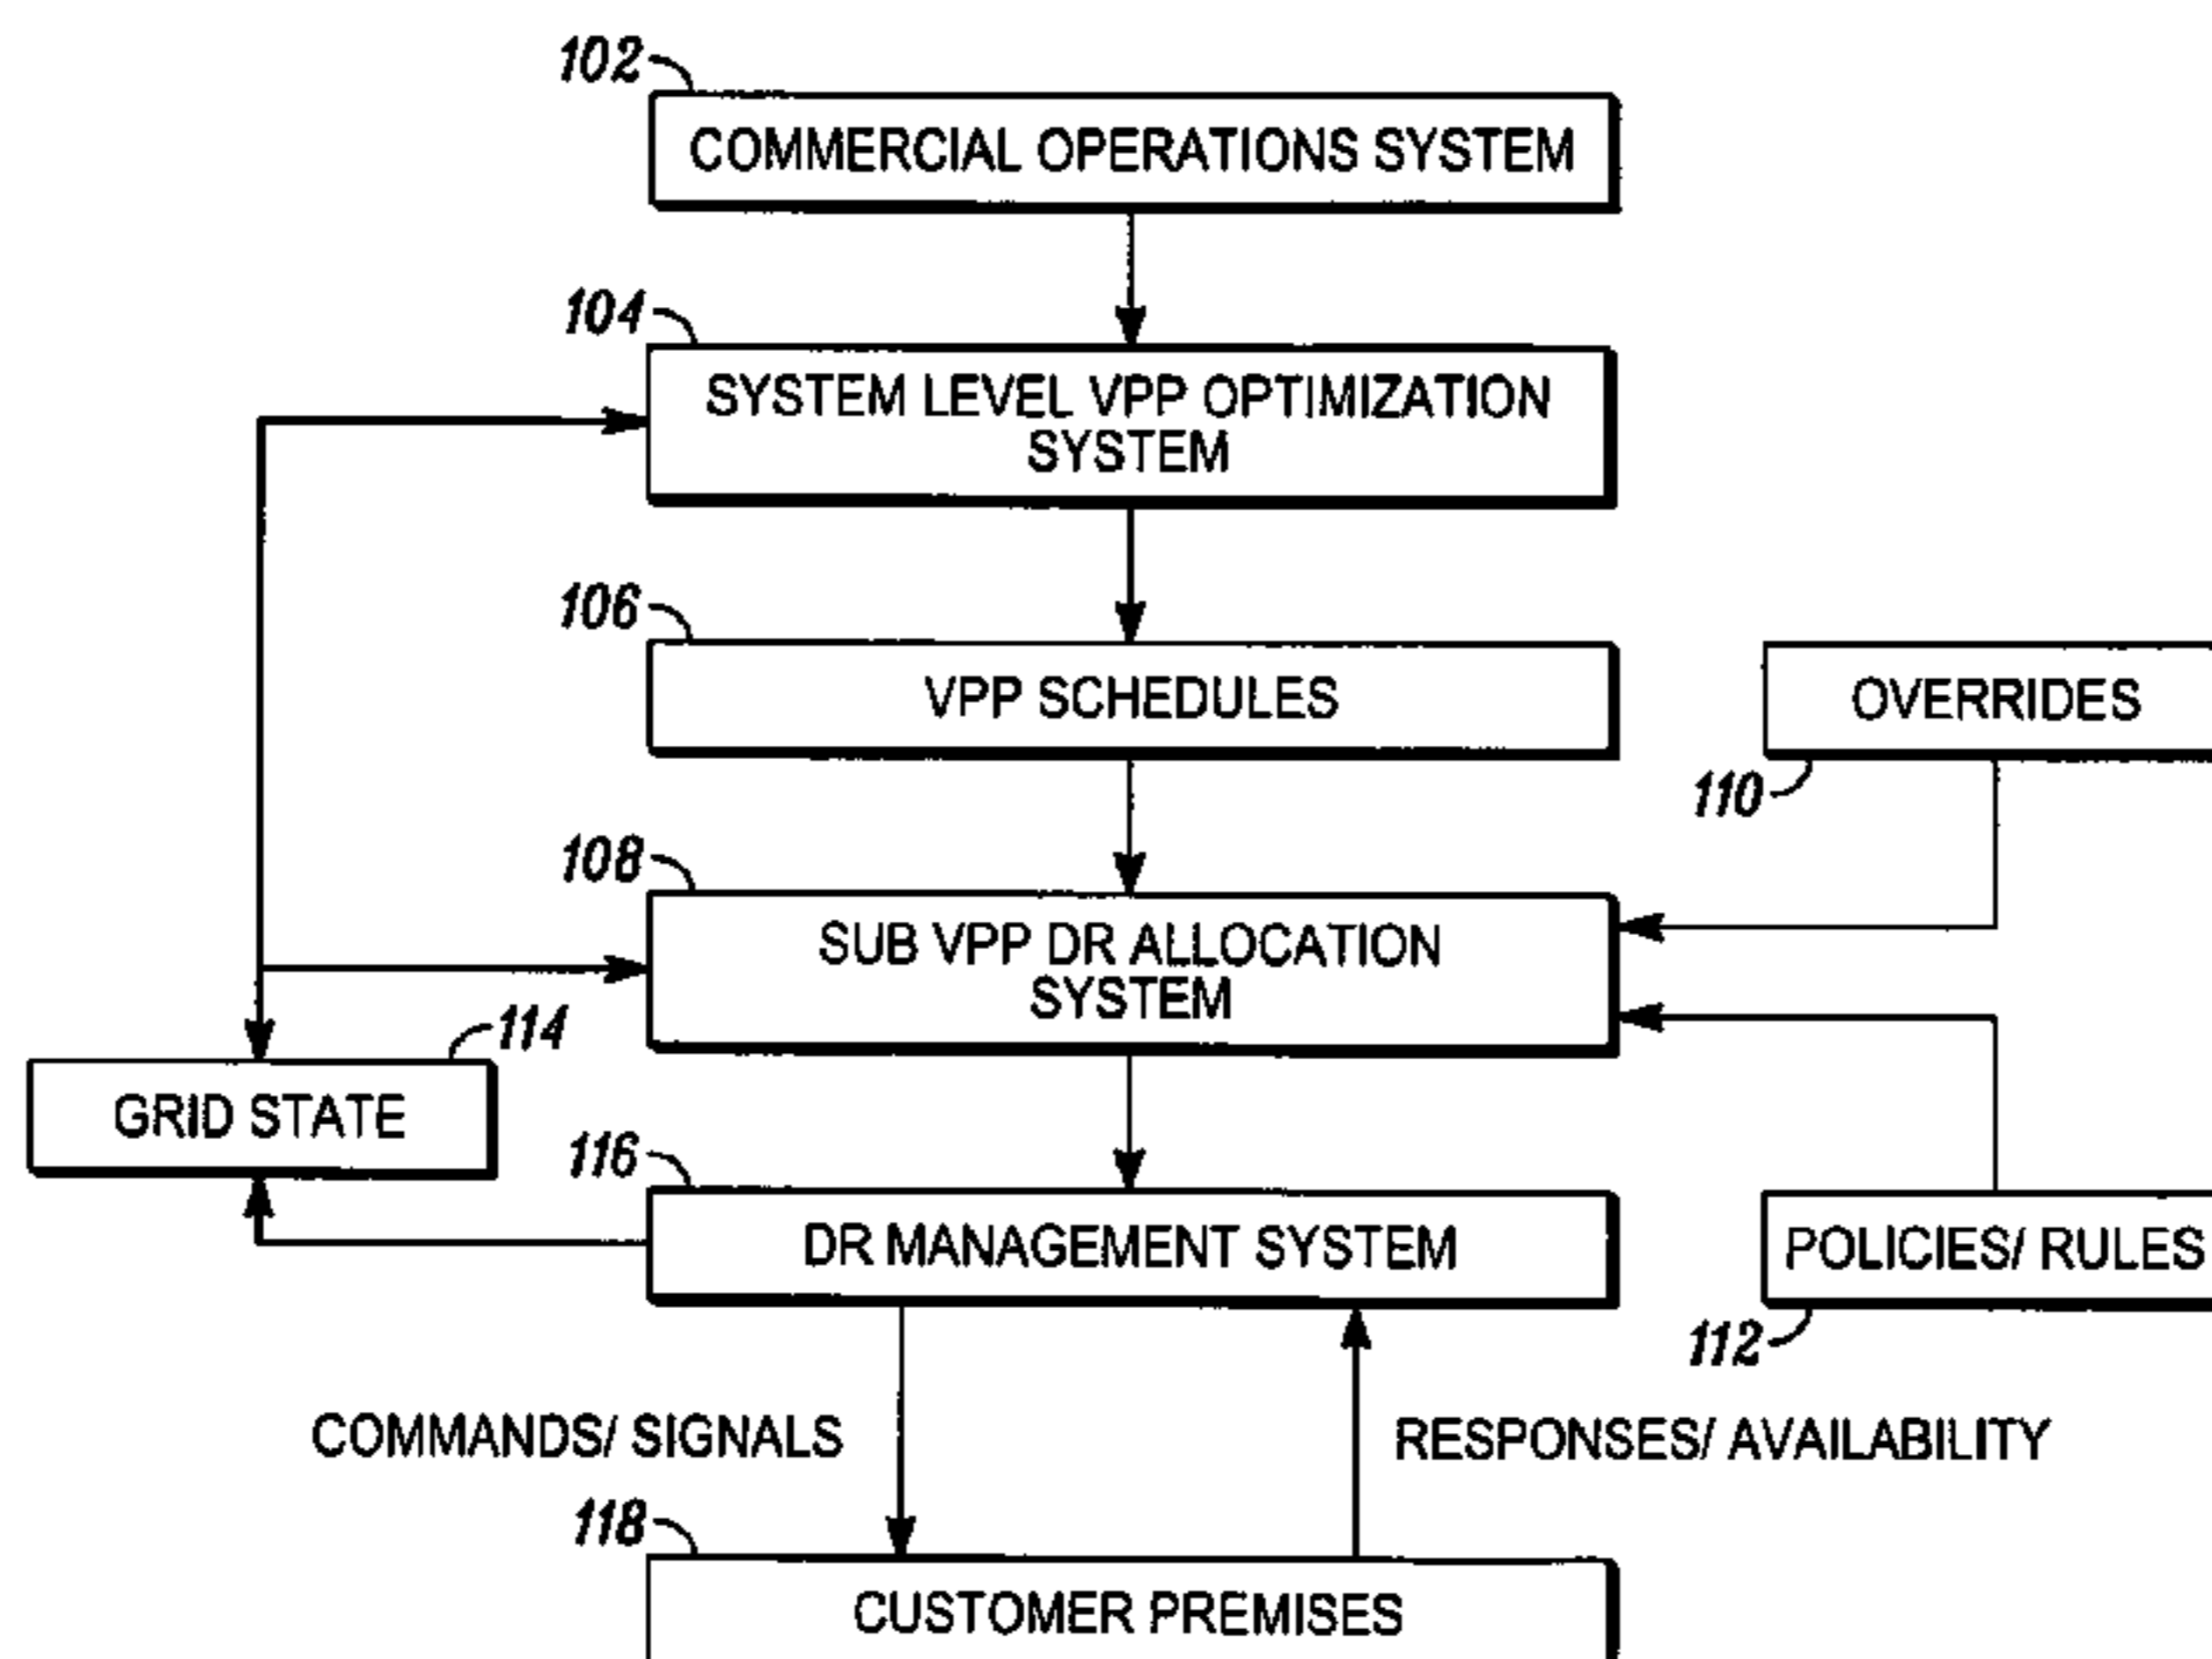 102
COMMERCIAL OPERATIONS SYSTEM
104
SYSTEM LEVEL VPP OPTIMIZATION
SYSTEM
106
VPP SCHEDULES
OVERRIDES
110
108
SUB VPP DR ALLOCATION
SYSTEM
114
GRID STATE
116
DR MANAGEMENT SYSTEM
POLICIES/ RULES
112
COMMANDS/ SIGNALS
RESPONSES/ AVAILABILITY
118
CUSTOMER PREMISES